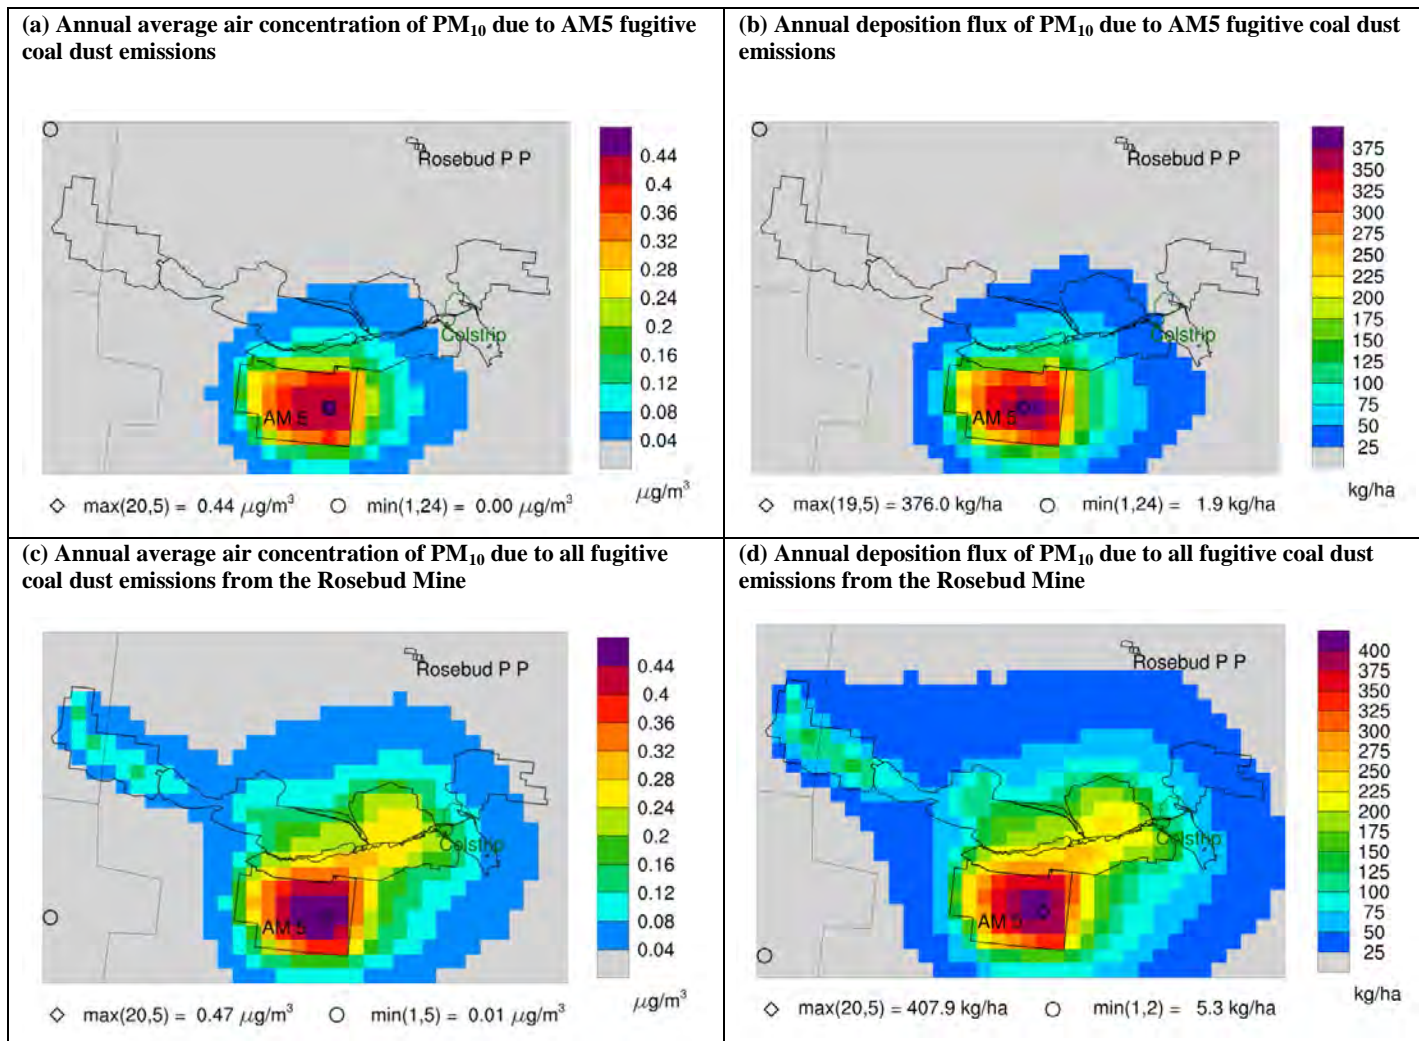 (a) Annual average air concentration of PM10 due to AM5 fugitive
coal dust emissions
Rosebud P P
Colstrip
AM 5
0.44
0.4
0.36
0.32
0.28
0.24
0.2
0.16
0.12
0.08
0.04
μg/m³
◇ max(20,5) = 0.44 μg/m³ ○ min(1,24) = 0.00 μg/m³
(b) Annual deposition flux of PM10 due to AM5 fugitive coal dust
emissions
Rosebud P P
Colstrip
AM 5
375
350
325
300
275
250
225
200
175
150
125
100
75
50
25
kg/ha
◇ max(19,5) = 376.0 kg/ha ○ min(1,24) = 1.9 kg/ha
(c) Annual average air concentration of PM10 due to all fugitive
coal dust emissions from the Rosebud Mine
Rosebud P P
Colstrip
AM 5
0.44
0.4
0.36
0.32
0.28
0.24
0.2
0.16
0.12
0.08
0.04
μg/m³
◇ max(20,5) = 0.47 μg/m³ ○ min(1,5) = 0.01 μg/m³
(d) Annual deposition flux of PM10 due to all fugitive coal dust
emissions from the Rosebud Mine
Rosebud P P
Colstrip
AM 5
400
375
350
325
300
275
250
225
200
175
150
125
100
75
50
25
kg/ha
◇ max(20,5) = 407.9 kg/ha ○ min(1,2) = 5.3 kg/ha